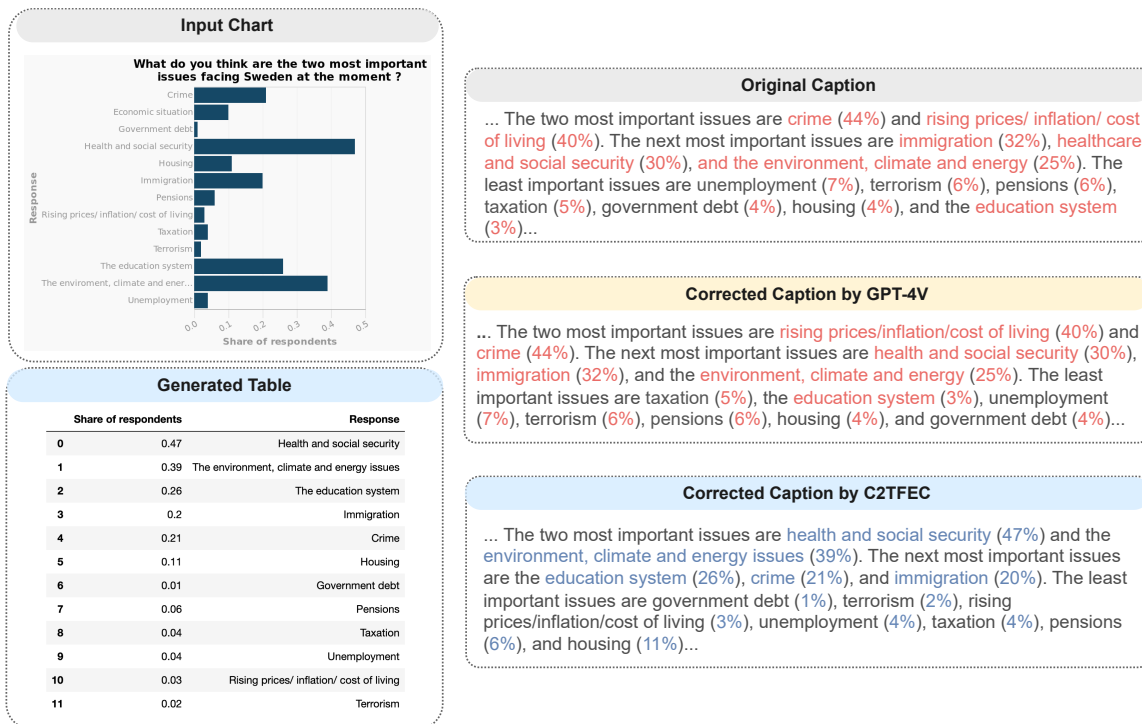 Input Chart
What do you think are the two most important
issues facing Sweden at the moment ?
Response
Crime
Economic situation
Government debt
Health and social security
Housing
Immigration
Pensions
Rising prices/ inflation/ cost of living
Taxation
Terrorism
The education system
The enviroment, climate and ener...
Unemployment
0.0 0.1 0.2 0.3 0.4 0.5
Share of respondents
Generated Table
Share of respondents Response
0 0.47 Health and social security
1 0.39 The environment, climate and energy issues
2 0.26 The education system
3 0.2 Immigration
4 0.21 Crime
5 0.11 Housing
6 0.01 Government debt
7 0.06 Pensions
8 0.04 Taxation
9 0.04 Unemployment
10 0.03 Rising prices/ inflation/ cost of living
11 0.02 Terrorism
Original Caption
... The two most important issues are crime (44%) and rising prices/ inflation/ cost
of living (40%). The next most important issues are immigration (32%), healthcare
and social security (30%), and the environment, climate and energy (25%). The
least important issues are unemployment (7%), terrorism (6%), pensions (6%),
taxation (5%), government debt (4%), housing (4%), and the education system
(3%)...
Corrected Caption by GPT-4V
... The two most important issues are rising prices/inflation/cost of living (40%) and
crime (44%). The next most important issues are health and social security (30%),
immigration (32%), and the environment, climate and energy (25%). The least
important issues are taxation (5%), the education system (3%), unemployment
(7%), terrorism (6%), pensions (6%), housing (4%), and government debt (4%)...
Corrected Caption by C2TFEC
... The two most important issues are health and social security (47%) and the
environment, climate and energy issues (39%). The next most important issues
are the education system (26%), crime (21%), and immigration (20%). The least
important issues are government debt (1%), terrorism (2%), rising
prices/inflation/cost of living (3%), unemployment (4%), taxation (4%), pensions
(6%), and housing (11%)...